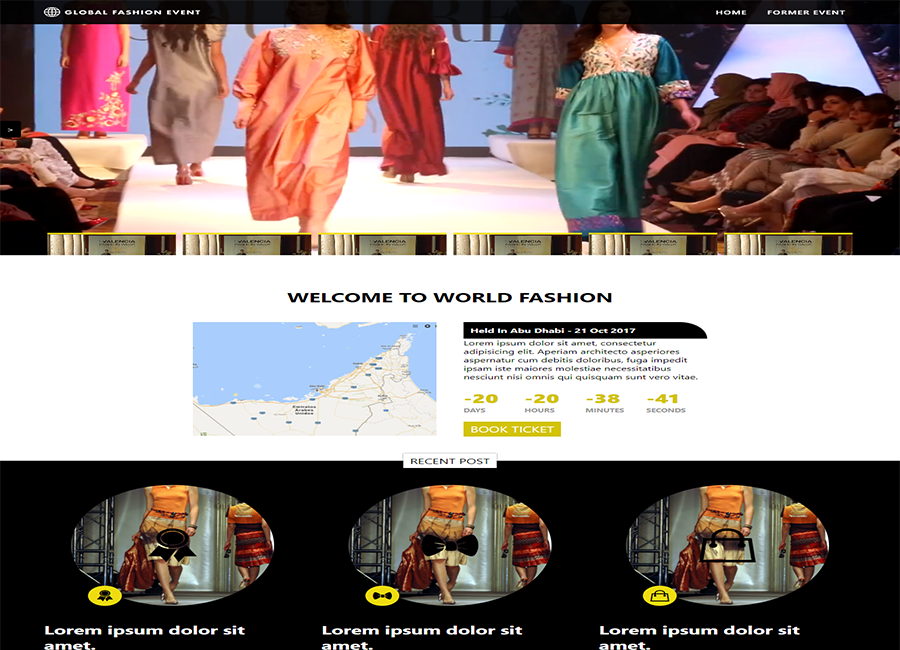 GLOBAL FASHION EVENT
HOME FORMER EVENT
>
VALENCIA VALENCIA VALENCIA VALENCIA VALENCIA VALENCIA
WELCOME TO WORLD FASHION
Held In Abu Dhabi - 21 Oct 2017
Lorem ipsum dolor sit amet, consectetur
adipisicing elit. Aperiam architecto asperiores
aspernatur cum debitis doloribus, fuga impedit
ipsam iste maiores molestiae necessitatibus
nesciunt nisi omnis qui quisquam sunt vero vitae.
United Arab
Emirates
-20 -20 -38 -41
DAYS HOURS MINUTES SECONDS
BOOK TICKET
RECENT POST
Lorem ipsum dolor sit
amet.
Lorem ipsum dolor sit
amet.
Lorem ipsum dolor sit
amet.